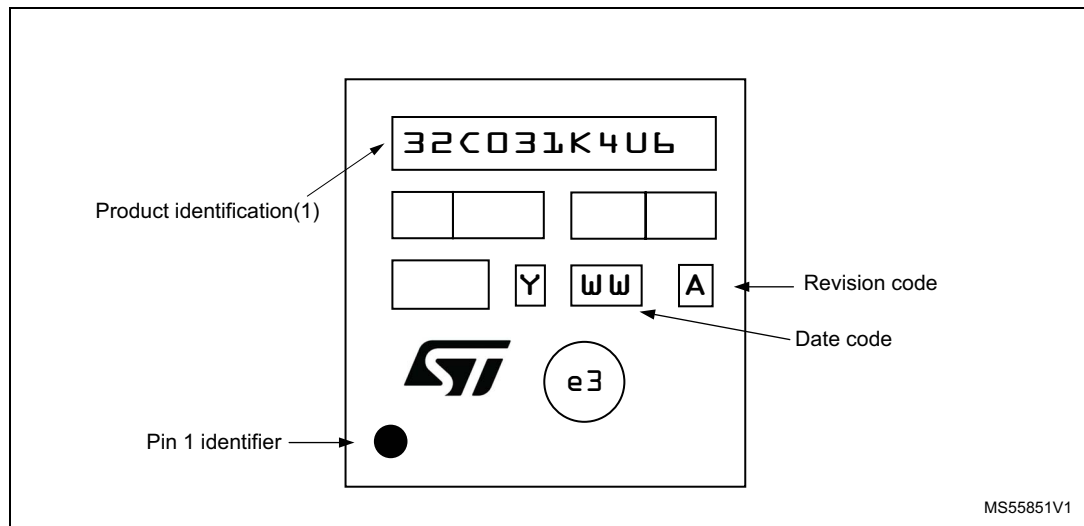 32C031K4U6
Product identification(1)
Y WW A Revision code
Date code
ST e3
Pin 1 identifier
MS55851V1